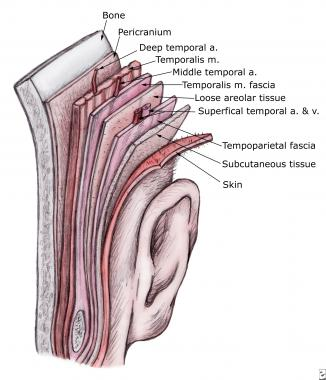 Bone
Pericranium
Deep temporal a.
Temporalis m.
Middle temporal a.
Temporalis m. fascia
Loose areolar tissue
Superfical temporal a. & v.
Tempoparietal fascia
Subcutaneous tissue
Skin